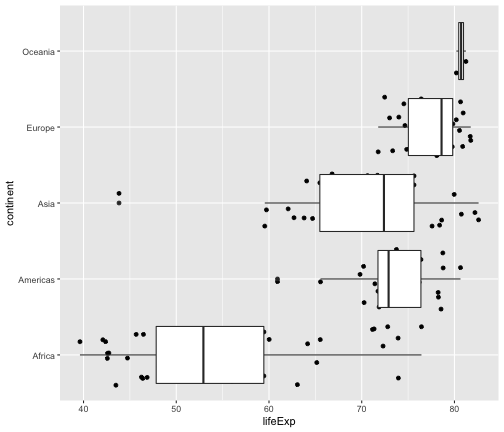 Oceania
Europe
Asia
Americas
Africa
continent
40 50 60 70 80
lifeExp